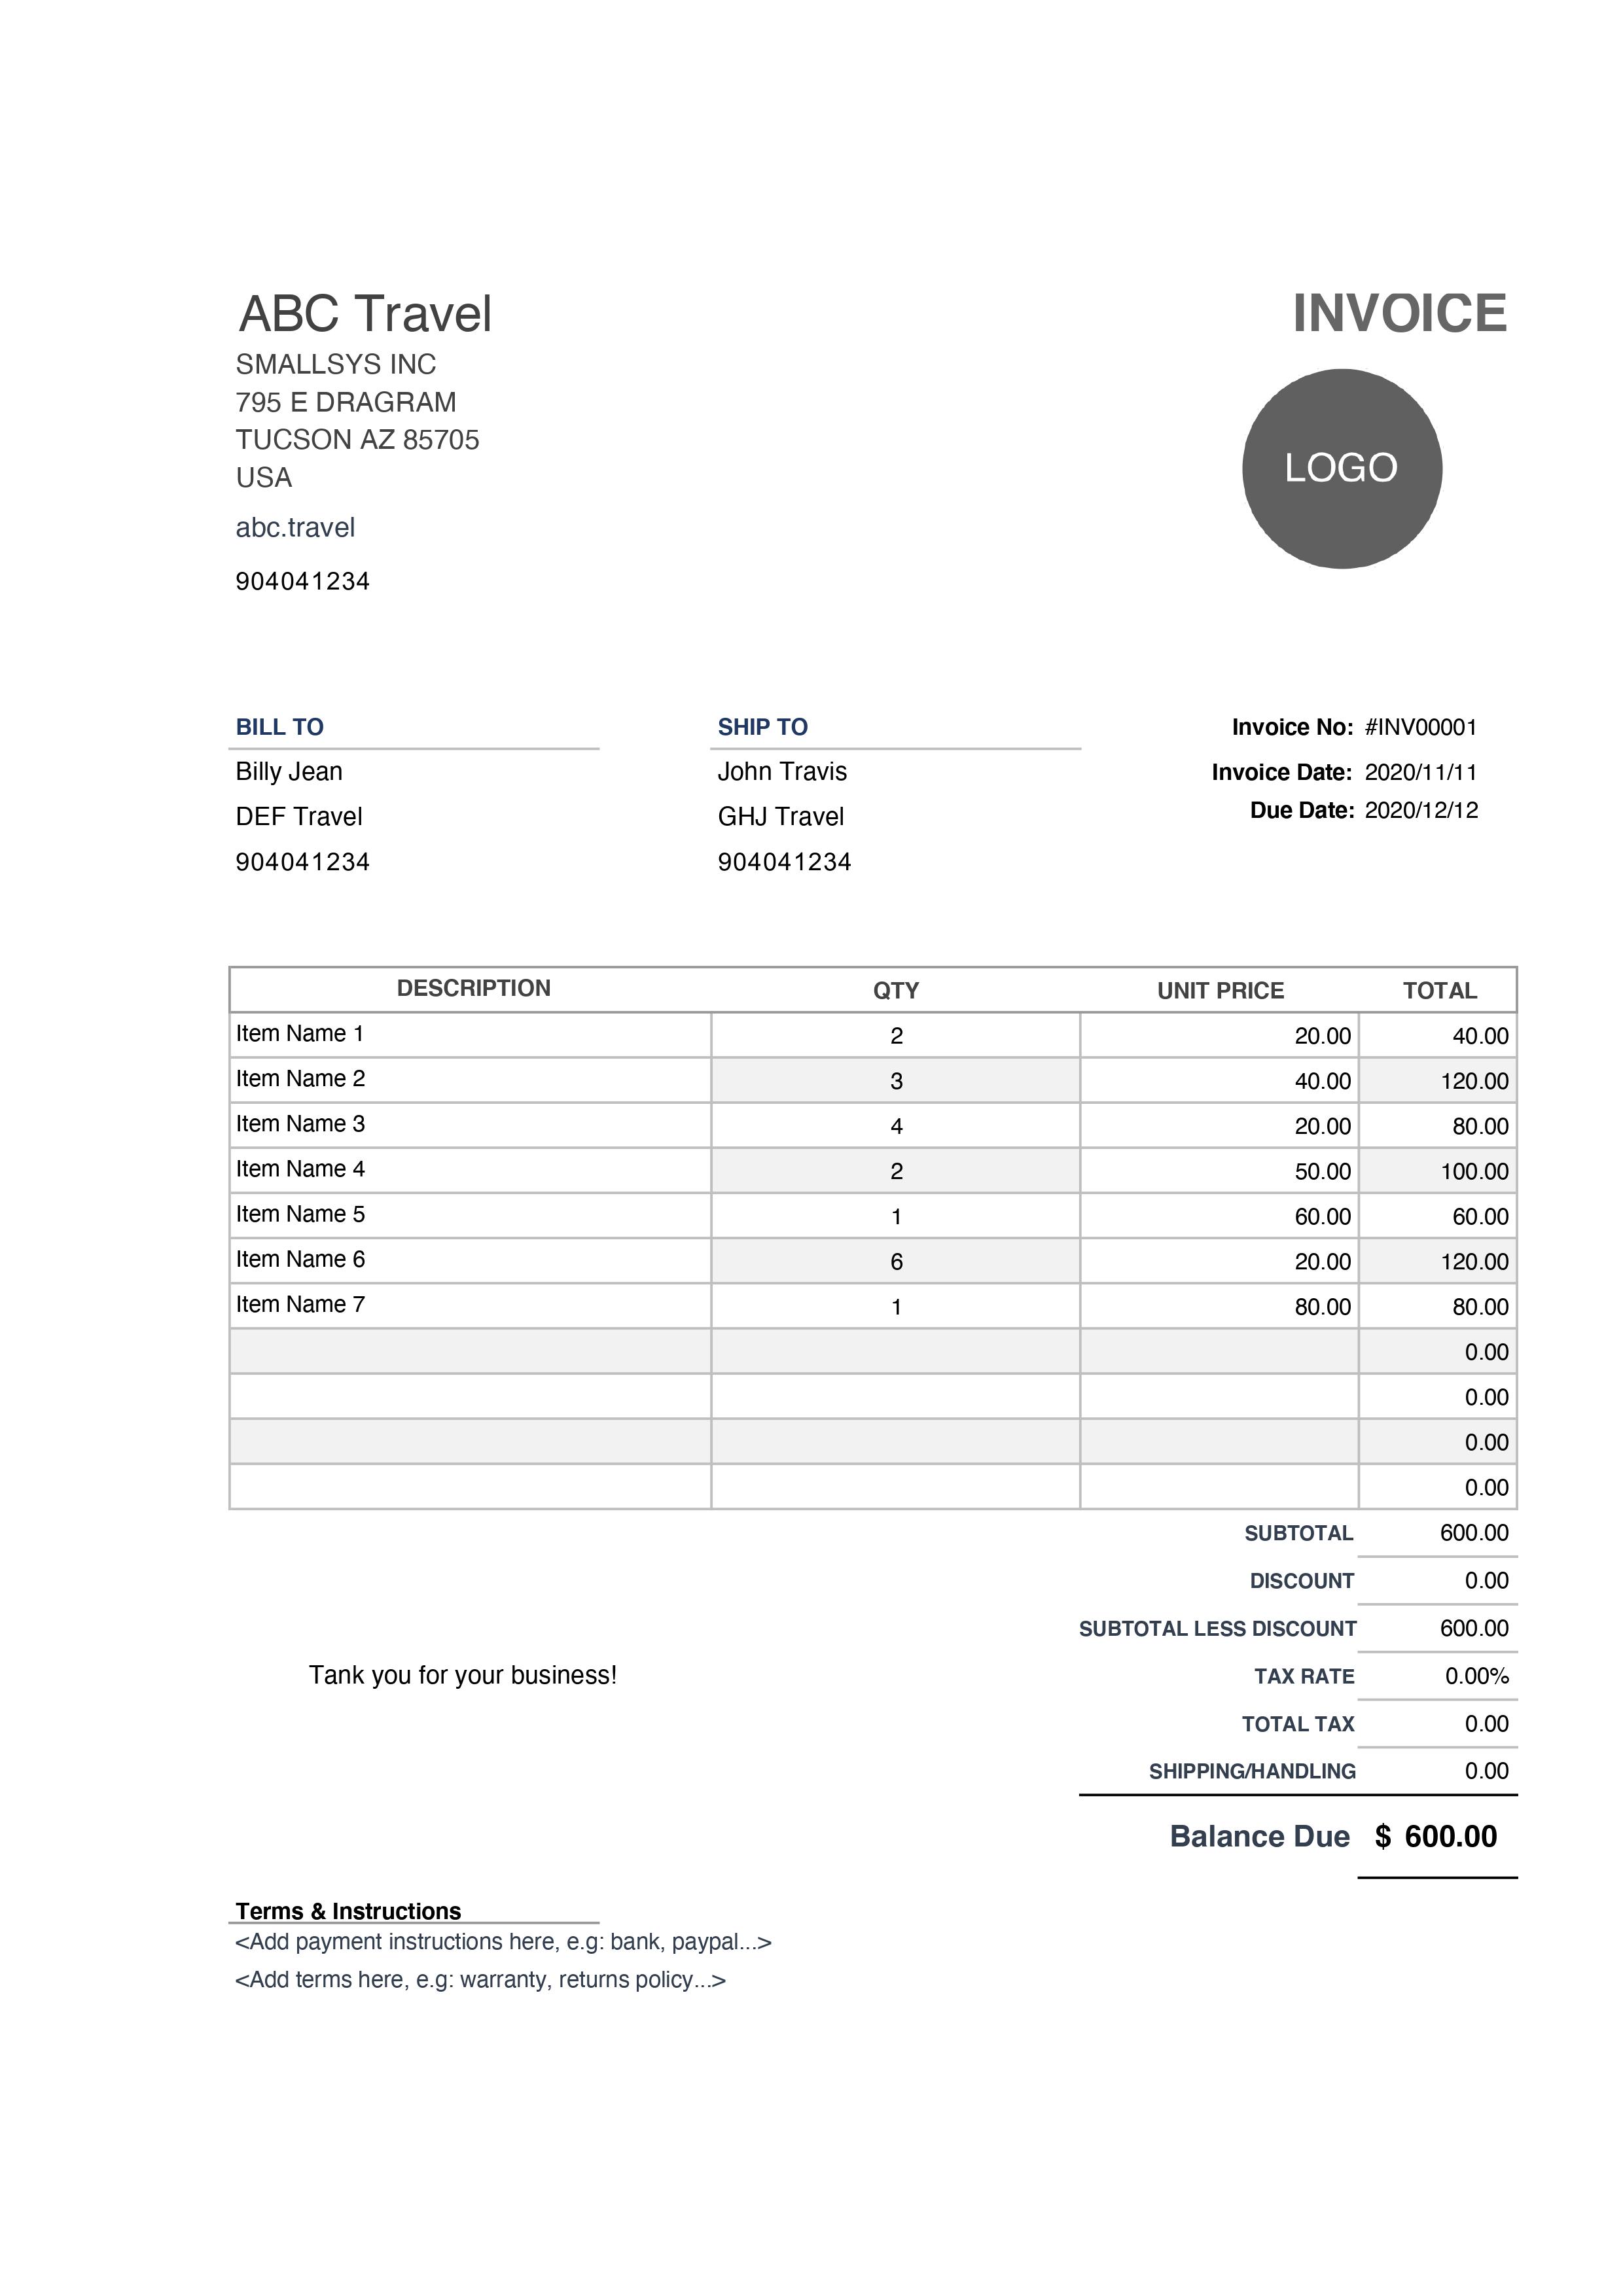 ABC Travel
INVOICE
SMALLSYS INC
795 E DRAGRAM
TUCSON AZ 85705
USA
LOGO
abc.travel
904041234
BILL TO
Billy Jean
DEF Travel
904041234
SHIP TO
John Travis
GHJ Travel
904041234
Invoice No: #INV00001
Invoice Date: 2020/11/11
Due Date: 2020/12/12
DESCRIPTION QTY UNIT PRICE TOTAL
Item Name 1 2 20.00 40.00
Item Name 2 3 40.00 120.00
Item Name 3 4 20.00 80.00
Item Name 4 2 50.00 100.00
Item Name 5 1 60.00 60.00
Item Name 6 6 20.00 120.00
Item Name 7 1 80.00 80.00
0.00
0.00
0.00
0.00
SUBTOTAL 600.00
DISCOUNT 0.00
SUBTOTAL LESS DISCOUNT 600.00
Tank you for your business!
TAX RATE 0.00%
TOTAL TAX 0.00
SHIPPING/HANDLING 0.00
Balance Due $ 600.00
Terms & Instructions
<Add payment instructions here, e.g: bank, paypal...>
<Add terms here, e.g: warranty, returns policy...>